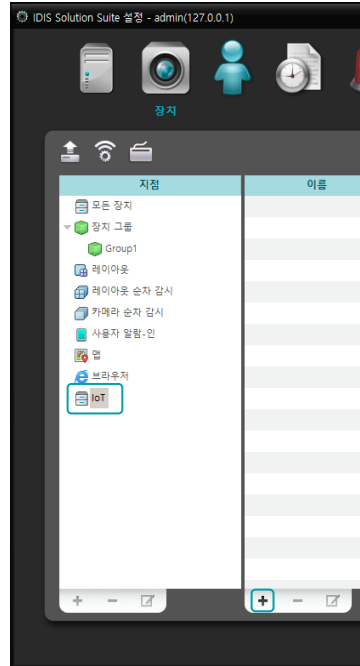 IDIS Solution Suite 설정 - admin(127.0.0.1)
장치
지점
이름
모든 장치
장치 그룹
Group1
레이아웃
레이아웃 순차 감시
카메라 순차 감시
사용자 알람-인
맵
브라우저
IoT